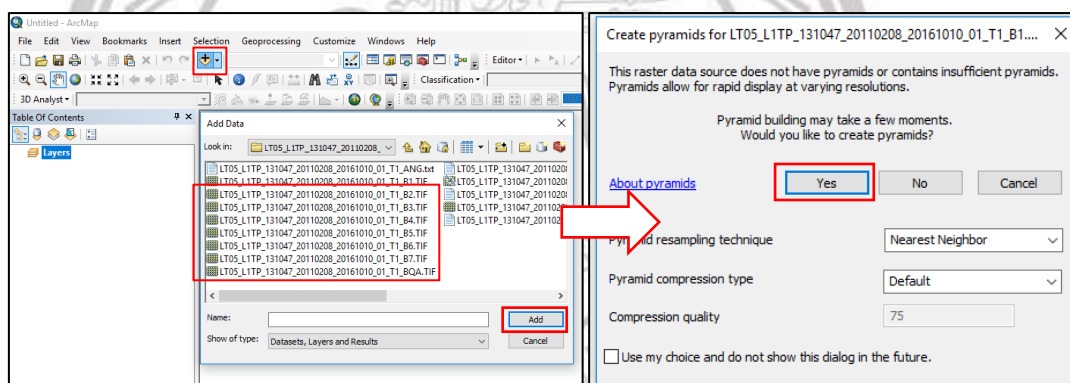 Untitled - ArcMap
File Edit View Bookmarks Insert Selection Geoprocessing Customize Windows Help
Editor
Classification
3D Analyst
Table Of Contents
Layers
Add Data
Look in: LT05_L1TP_131047_20110208_
LT05_L1TP_131047_20110208_20161010_01_T1_ANG.txt
LT05_L1TP_131047_20110208_20161010_01_T1_B1.TIF
LT05_L1TP_131047_20110208_20161010_01_T1_B2.TIF
LT05_L1TP_131047_20110208_20161010_01_T1_B3.TIF
LT05_L1TP_131047_20110208_20161010_01_T1_B4.TIF
LT05_L1TP_131047_20110208_20161010_01_T1_B5.TIF
LT05_L1TP_131047_20110208_20161010_01_T1_B6.TIF
LT05_L1TP_131047_20110208_20161010_01_T1_B7.TIF
LT05_L1TP_131047_20110208_20161010_01_T1_BQA.TIF
LT05_L1TP_131047_2011020
LT05_L1TP_131047_2011020
LT05_L1TP_131047_2011020
LT05_L1TP_131047_2011020
LT05_L1TP_131047_2011020
Name:
Add
Show of type: Datasets, Layers and Results
Cancel
Create pyramids for LT05_L1TP_131047_20110208_20161010_01_T1_B1....
This raster data source does not have pyramids or contains insufficient pyramids.
Pyramids allow for rapid display at varying resolutions.
Pyramid building may take a few moments.
Would you like to create pyramids?
About pyramids
Yes No Cancel
Pyramid resampling technique Nearest Neighbor
Pyramid compression type Default
Compression quality 75
Use my choice and do not show this dialog in the future.